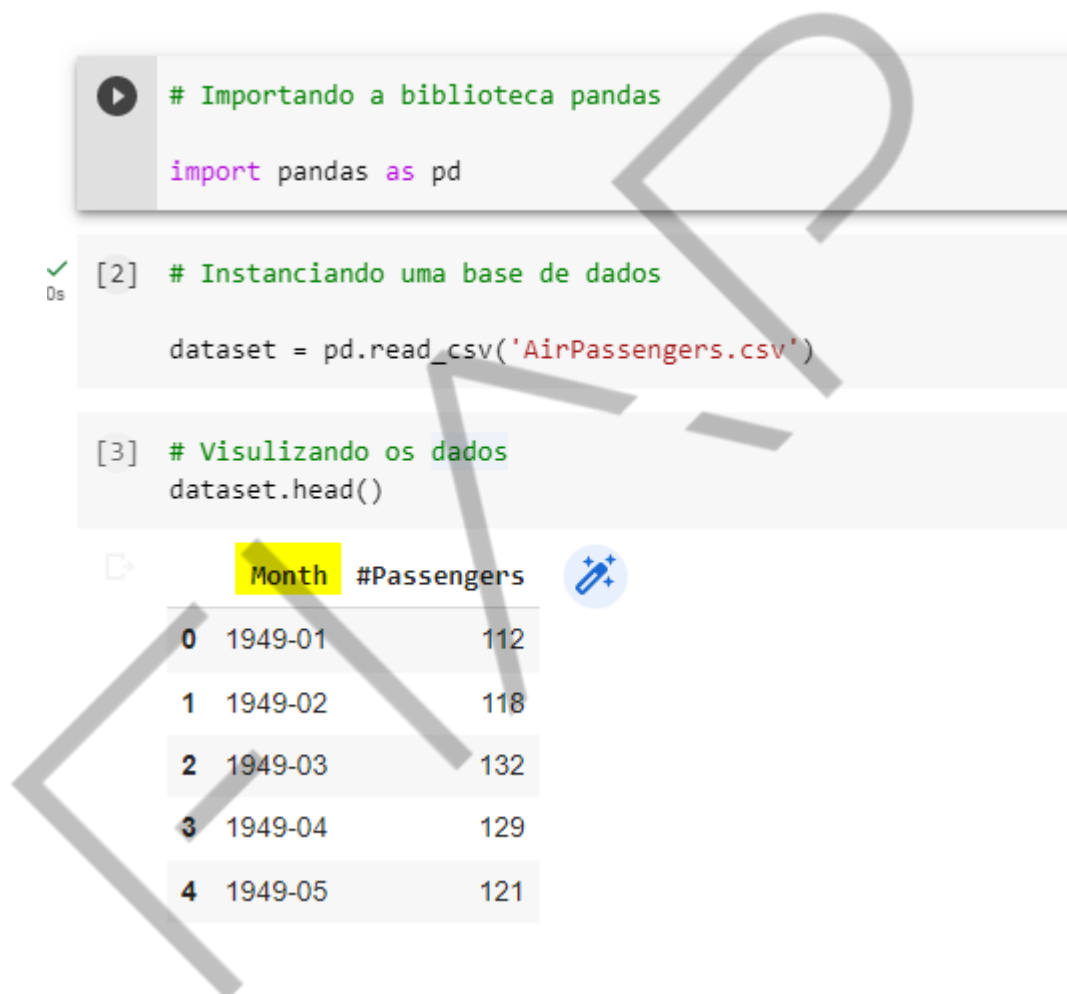 # Importando a biblioteca pandas
import pandas as pd
[2] # Instanciando uma base de dados
0s
dataset = pd.read_csv('AirPassengers.csv')
[3] # Visulizando os dados
dataset.head()
Month #Passengers
0 1949-01 112
1 1949-02 118
2 1949-03 132
3 1949-04 129
4 1949-05 121
FIAP